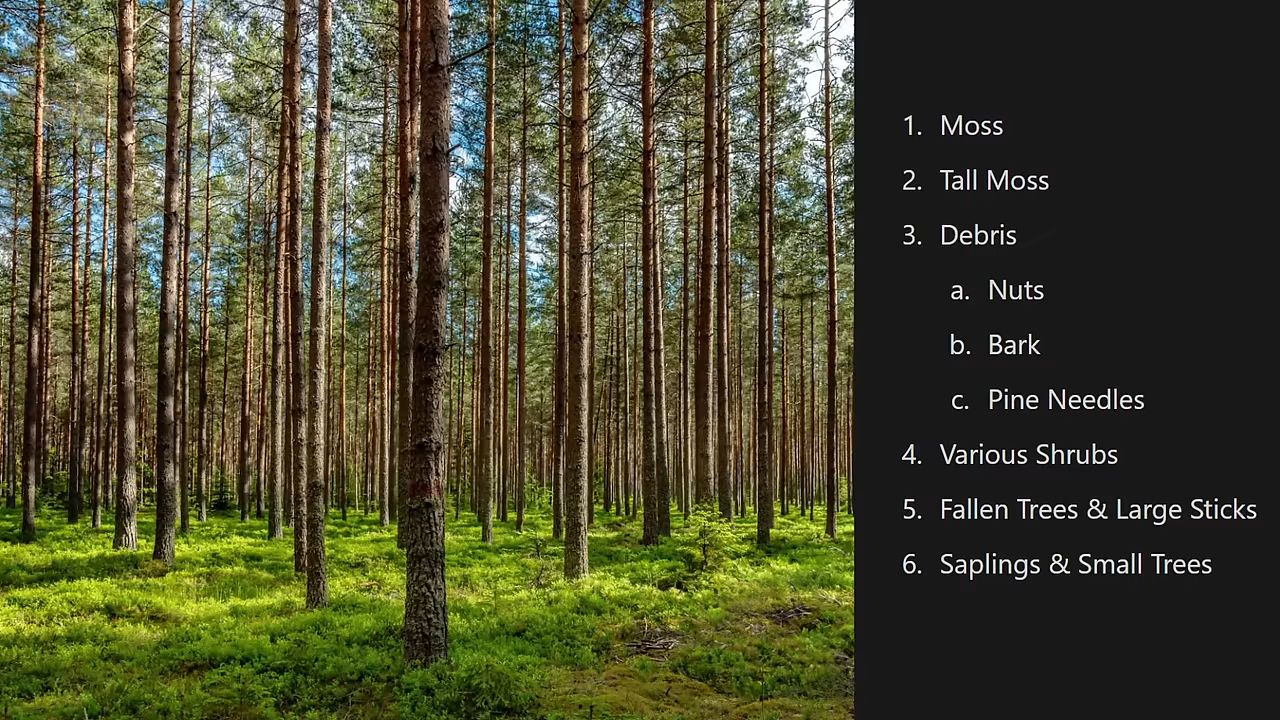 1. Moss
2. Tall Moss
3. Debris
a. Nuts
b. Bark
c. Pine Needles
4. Various Shrubs
5. Fallen Trees & Large Sticks
6. Saplings & Small Trees